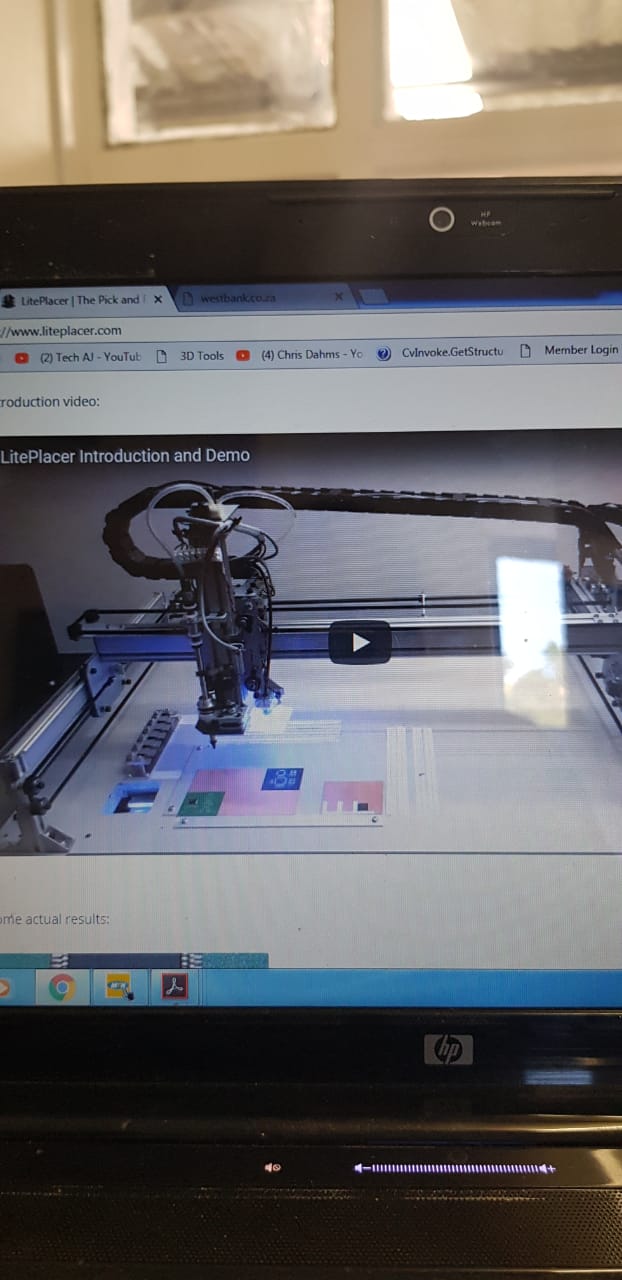 HP
Webcam
LitePlacer | The Pick and
westbank.co.za
//www.liteplacer.com
(2) Tech AJ - YouTub
3D Tools
(4) Chris Dahms - Yo
CvInvoke.GetStructu
Member Login
roduction video:
LitePlacer Introduction and Demo
ome actual results:
hp